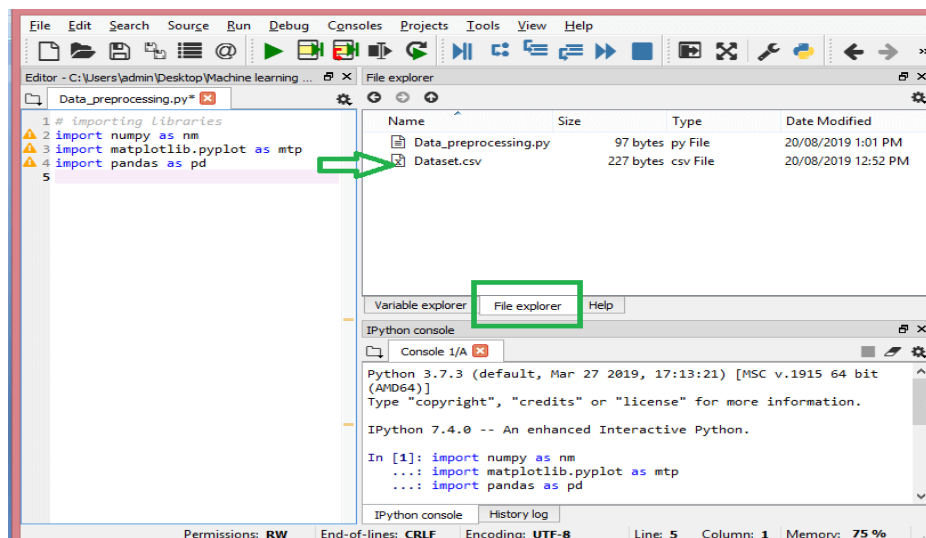 File Edit Search Source Run Debug Consoles Projects Tools View Help
Editor - C:\Users\admin\Desktop\Machine learning ...
Data_preprocessing.py*
1 # importing libraries
2 import numpy as nm
3 import matplotlib.pyplot as mtp
4 import pandas as pd
5
File explorer
Name Size Type Date Modified
Data_preprocessing.py 97 bytes py File 20/08/2019 1:01 PM
Dataset.csv 227 bytes csv File 20/08/2019 12:52 PM
Variable explorer File explorer Help
IPython console
Console 1/A
Python 3.7.3 (default, Mar 27 2019, 17:13:21) [MSC v.1915 64 bit
(AMD64)]
Type "copyright", "credits" or "license" for more information.
IPython 7.4.0 -- An enhanced Interactive Python.
In [1]: import numpy as nm
...: import matplotlib.pyplot as mtp
...: import pandas as pd
IPython console History log
Permissions: RW End-of-lines: CRLF Encoding: UTF-8 Line: 5 Column: 1 Memory: 75 %